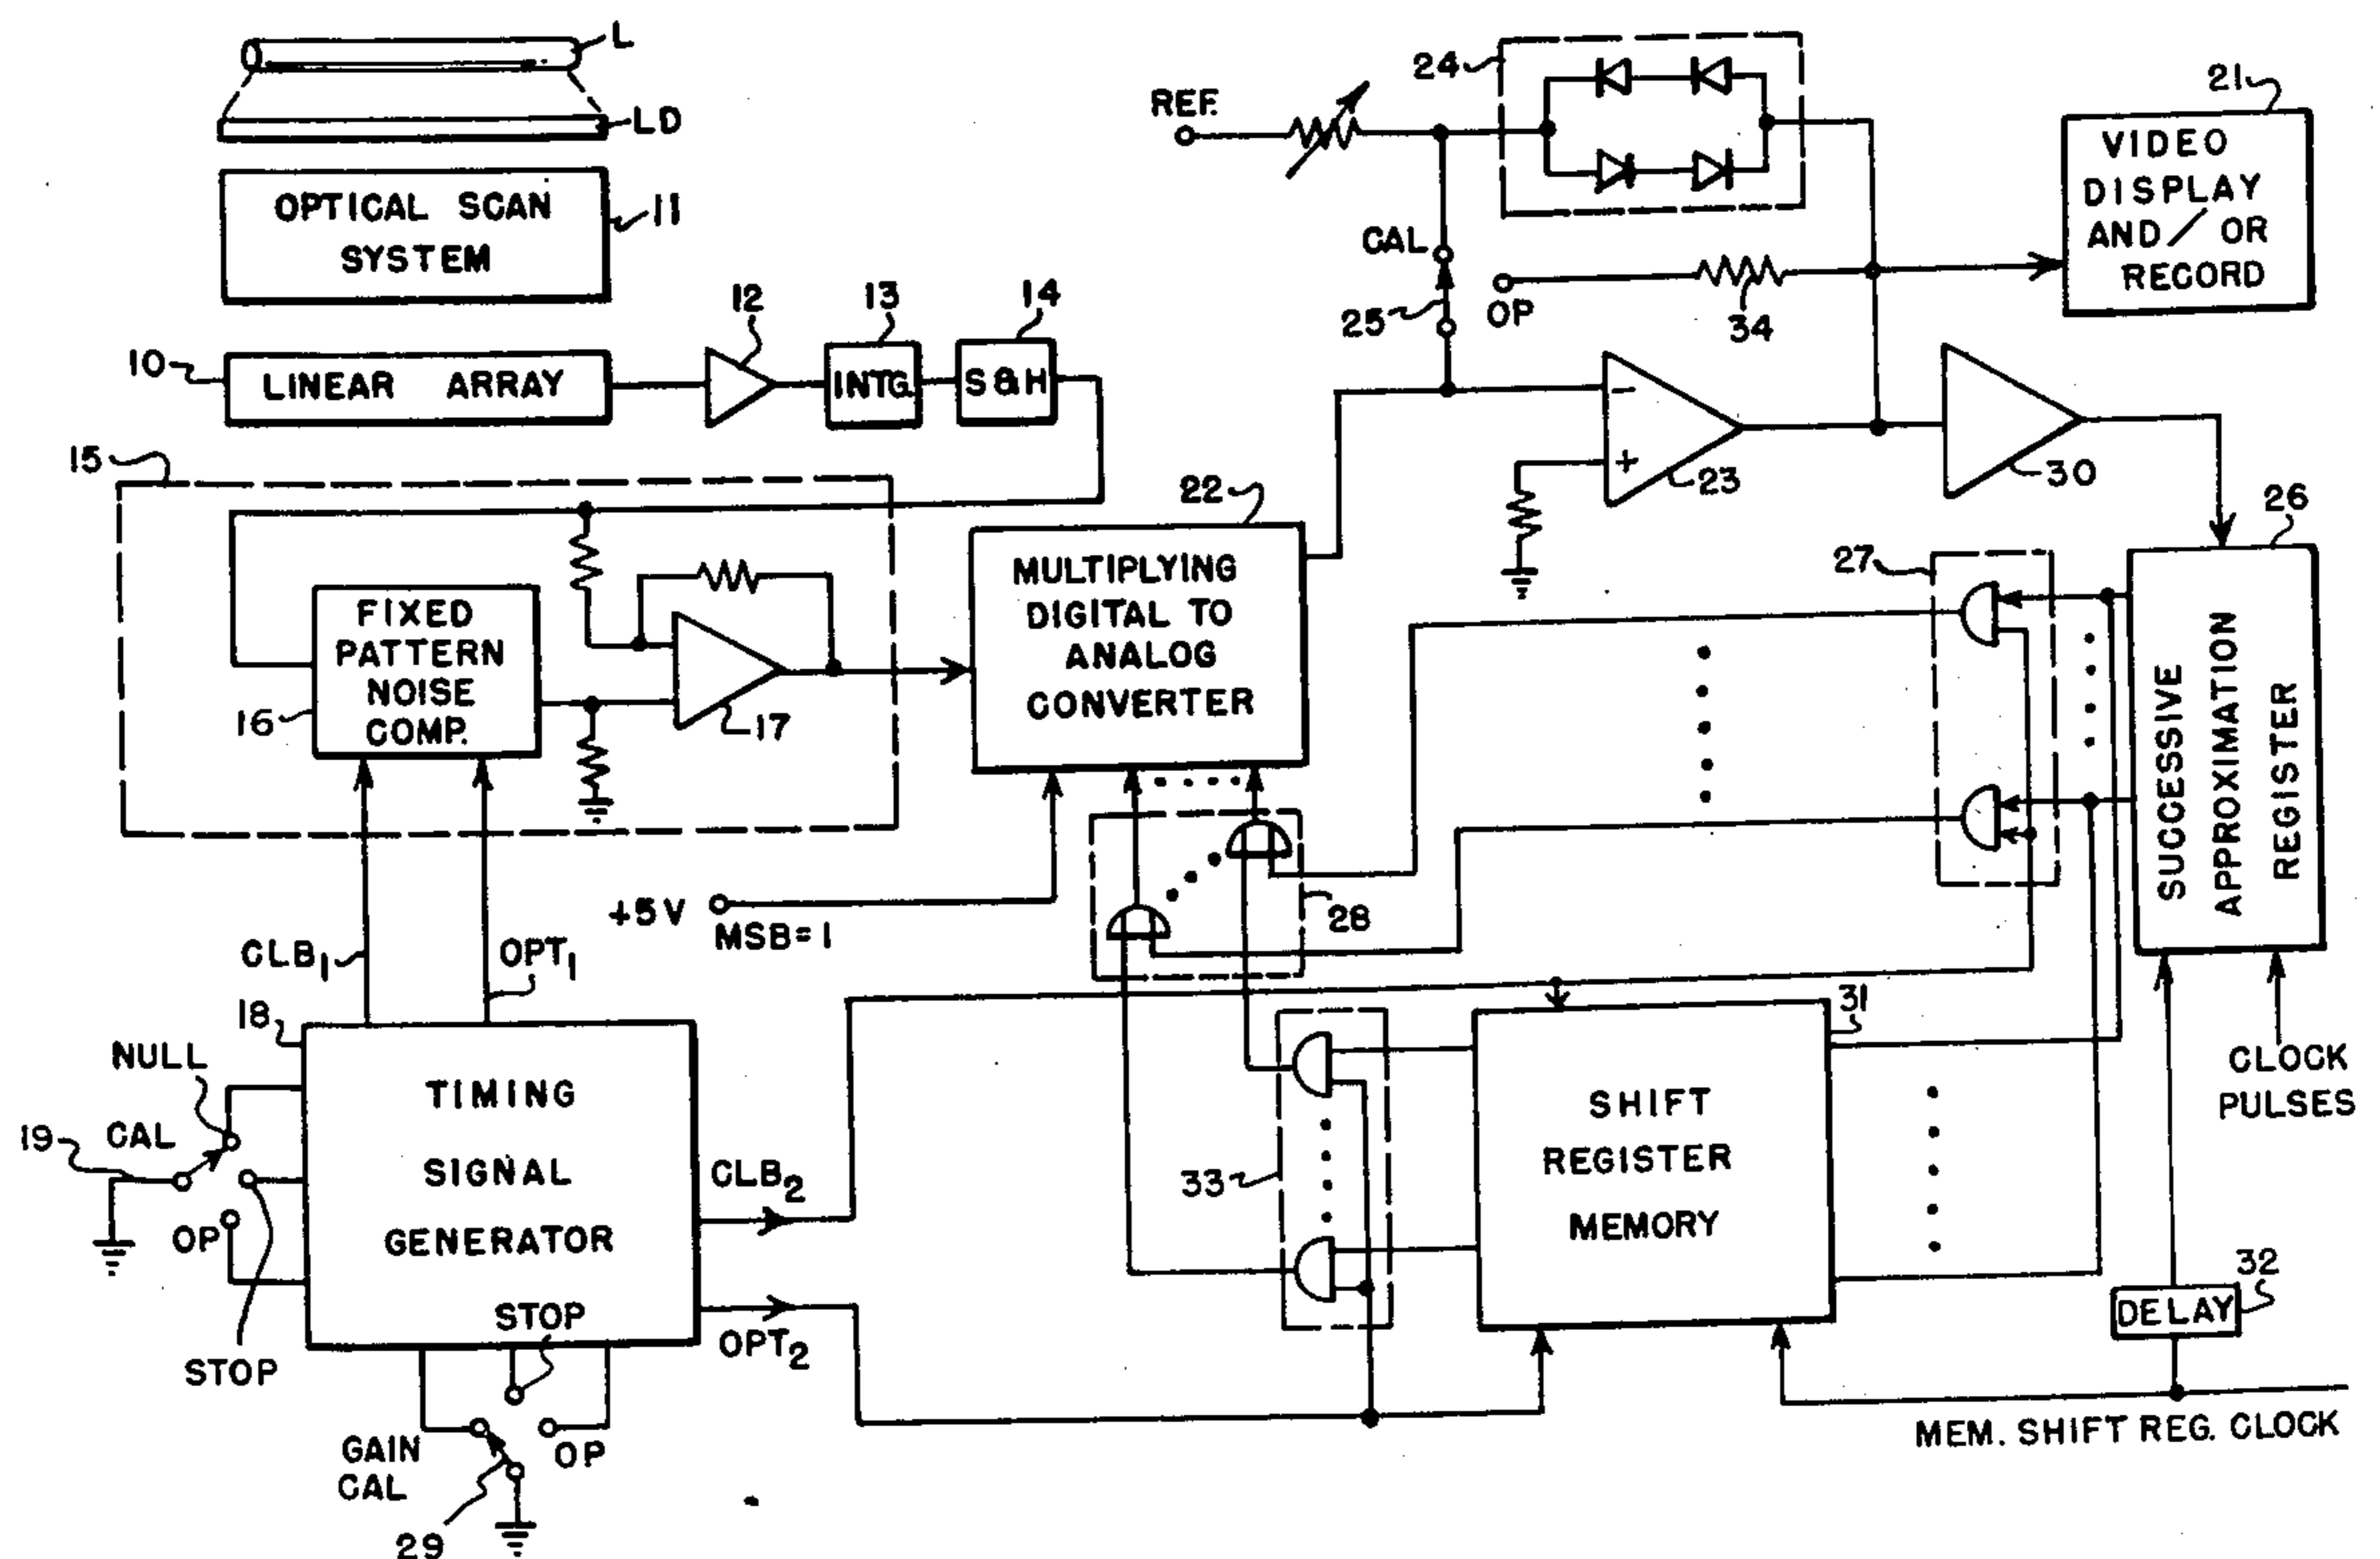 L
LD
OPTICAL SCAN
SYSTEM
11
10
LINEAR ARRAY
12
13
INTG.
14
S&H
15
FIXED
PATTERN
NOISE
COMP.
16
17
REF.
24
CAL
25
OP
34
21
VIDEO
DISPLAY
AND/OR
RECORD
22
MULTIPLYING
DIGITAL TO
ANALOG
CONVERTER
-
+
23
30
26
SUCCESSIVE
APPROXIMATION
REGISTER
27
28
+5V
MSB=1
CLB1
OPT1
18
NULL
CAL
19
OP
STOP
TIMING
SIGNAL
GENERATOR
CLB2
OPT2
STOP
GAIN
CAL
OP
29
33
31
SHIFT
REGISTER
MEMORY
CLOCK
PULSES
32
DELAY
MEM. SHIFT REG. CLOCK